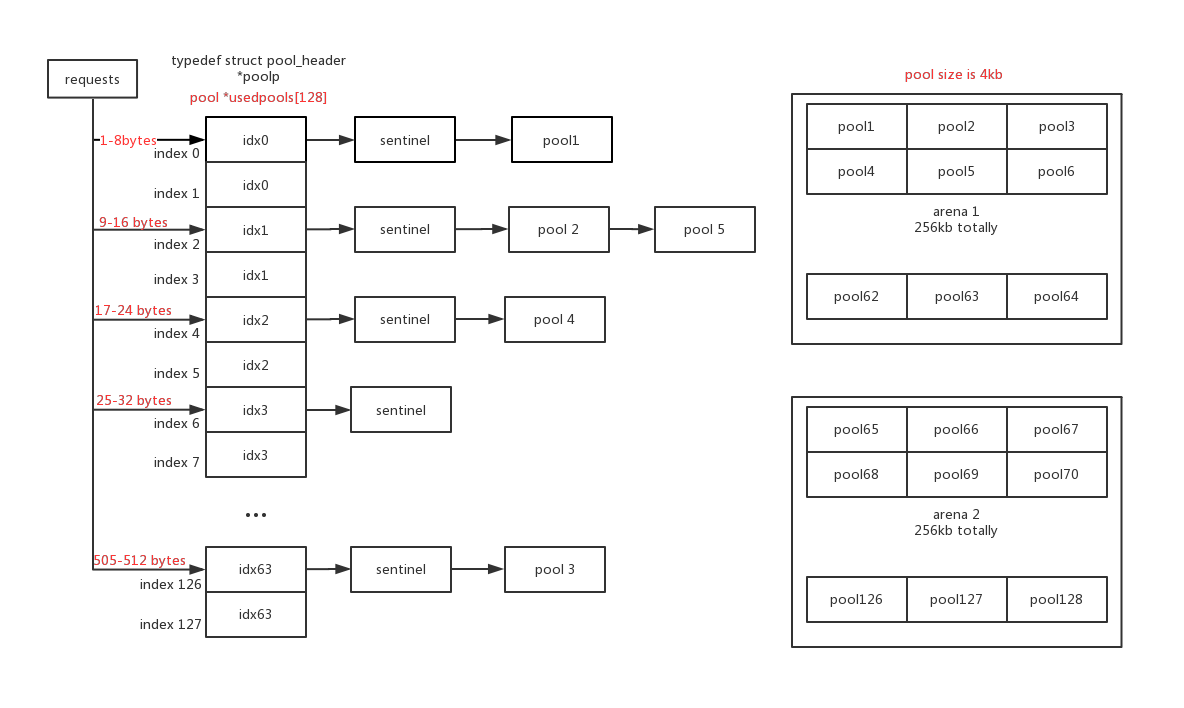 requests
typedef struct pool_header
*poolp
pool *usedpools[128]
1-8bytes
index 0
idx0
sentinel
pool1
index 1
idx0
9-16 bytes
index 2
idx1
sentinel
pool 2
pool 5
index 3
idx1
17-24 bytes
index 4
idx2
sentinel
pool 4
index 5
idx2
25-32 bytes
index 6
idx3
sentinel
index 7
idx3
...
505-512 bytes
index 126
idx63
sentinel
pool 3
index 127
idx63
pool size is 4kb
pool1 pool2 pool3
pool4 pool5 pool6
arena 1
256kb totally
pool62 pool63 pool64
pool65 pool66 pool67
pool68 pool69 pool70
arena 2
256kb totally
pool126 pool127 pool128